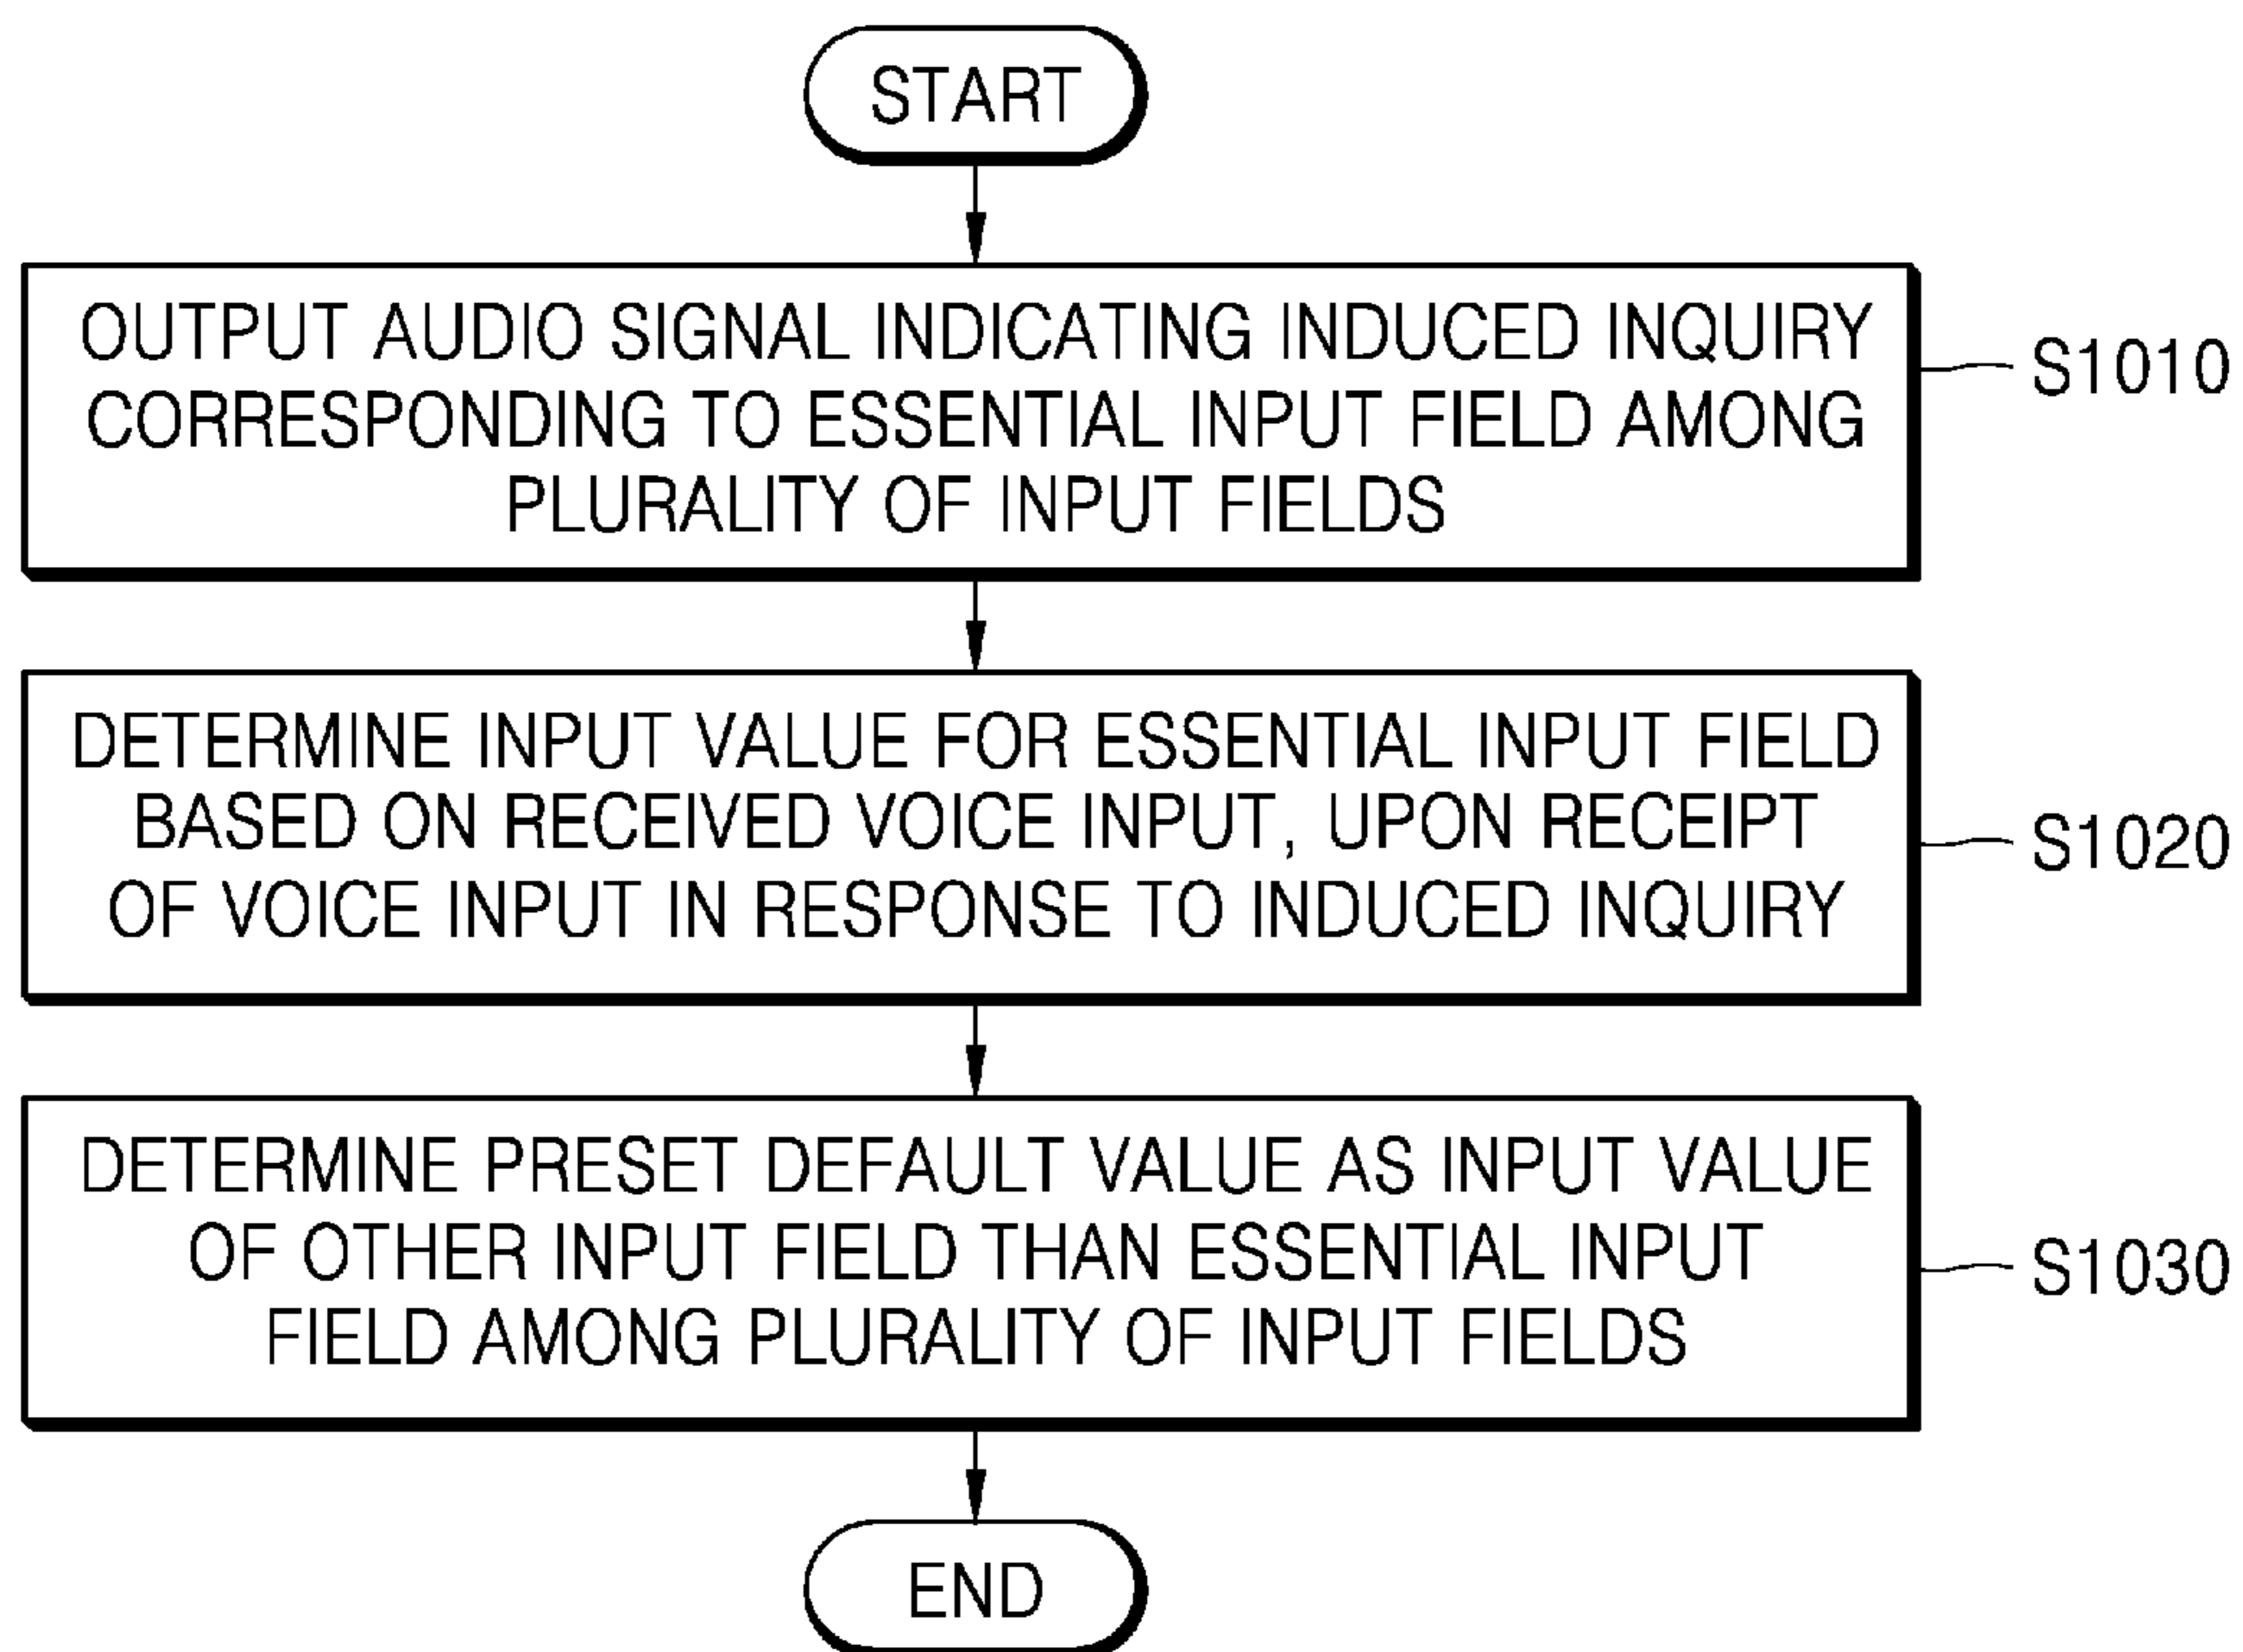 START
OUTPUT AUDIO SIGNAL INDICATING INDUCED INQUIRY
CORRESPONDING TO ESSENTIAL INPUT FIELD AMONG
PLURALITY OF INPUT FIELDS
S1010
DETERMINE INPUT VALUE FOR ESSENTIAL INPUT FIELD
BASED ON RECEIVED VOICE INPUT, UPON RECEIPT
OF VOICE INPUT IN RESPONSE TO INDUCED INQUIRY
S1020
DETERMINE PRESET DEFAULT VALUE AS INPUT VALUE
OF OTHER INPUT FIELD THAN ESSENTIAL INPUT
FIELD AMONG PLURALITY OF INPUT FIELDS
S1030
END